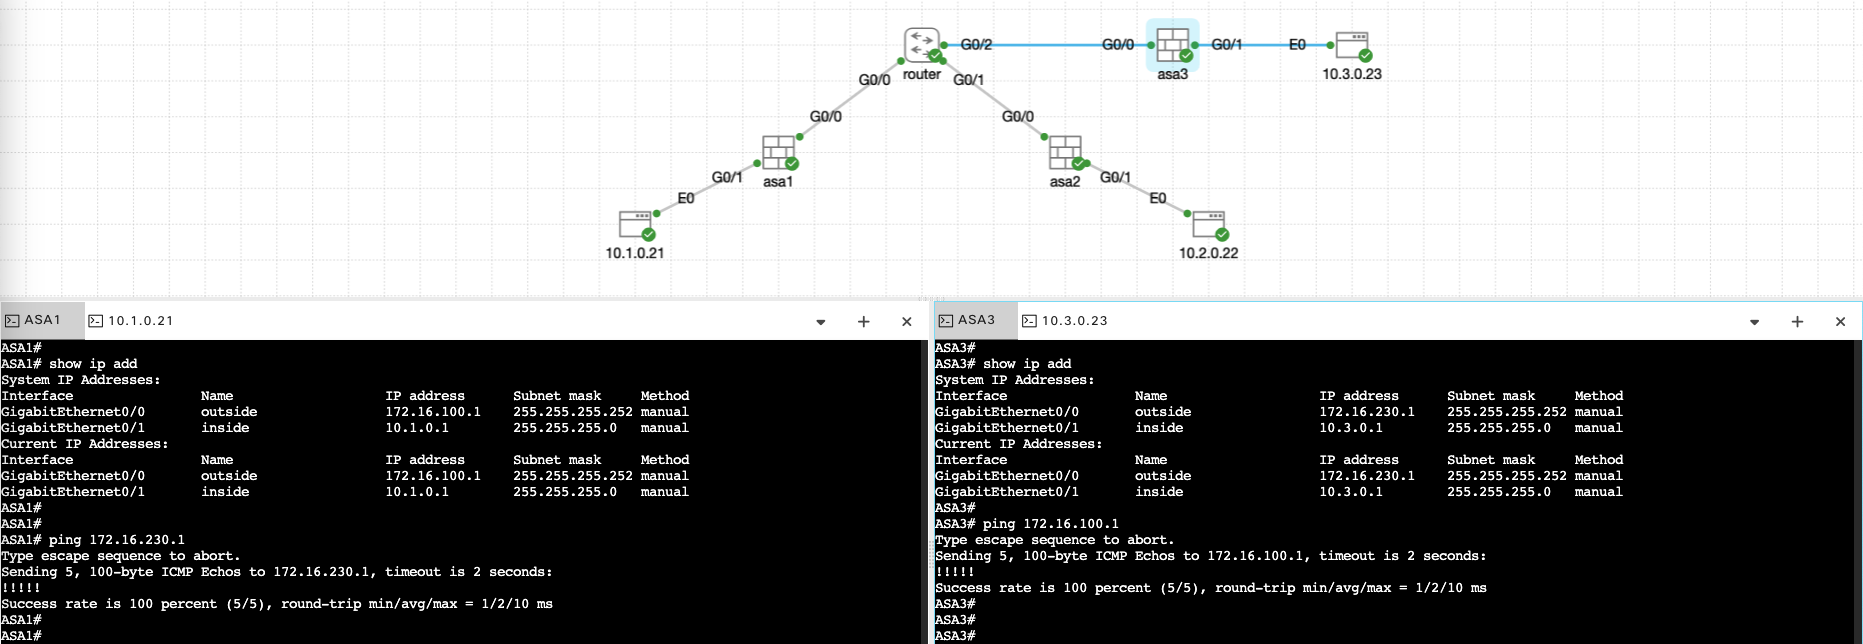 G0/2
G0/0
G0/1
E0
router
asa3
10.3.0.23
G0/0
G0/1
G0/0
G0/0
G0/1
asa1
asa2
G0/1
E0
E0
10.1.0.21
10.2.0.22
ASA1
10.1.0.21
ASA1#
ASA1# show ip add
System IP Addresses:
Interface Name IP address Subnet mask Method
GigabitEthernet0/0 outside 172.16.100.1 255.255.255.252 manual
GigabitEthernet0/1 inside 10.1.0.1 255.255.255.0 manual
Current IP Addresses:
Interface Name IP address Subnet mask Method
GigabitEthernet0/0 outside 172.16.100.1 255.255.255.252 manual
GigabitEthernet0/1 inside 10.1.0.1 255.255.255.0 manual
ASA1#
ASA1#
ASA1# ping 172.16.230.1
Type escape sequence to abort.
Sending 5, 100-byte ICMP Echos to 172.16.230.1, timeout is 2 seconds:
!!!!!
Success rate is 100 percent (5/5), round-trip min/avg/max = 1/2/10 ms
ASA1#
ASA1#
ASA3
10.3.0.23
ASA3#
ASA3# show ip add
System IP Addresses:
Interface Name IP address Subnet mask Method
GigabitEthernet0/0 outside 172.16.230.1 255.255.255.252 manual
GigabitEthernet0/1 inside 10.3.0.1 255.255.255.0 manual
Current IP Addresses:
Interface Name IP address Subnet mask Method
GigabitEthernet0/0 outside 172.16.230.1 255.255.255.252 manual
GigabitEthernet0/1 inside 10.3.0.1 255.255.255.0 manual
ASA3#
ASA3# ping 172.16.100.1
Type escape sequence to abort.
Sending 5, 100-byte ICMP Echos to 172.16.100.1, timeout is 2 seconds:
!!!!!
Success rate is 100 percent (5/5), round-trip min/avg/max = 1/2/10 ms
ASA3#
ASA3#
ASA3#